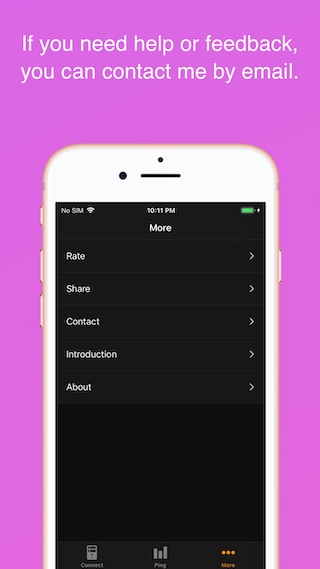 If you need help or feedback,
you can contact me by email.
No SIM 10:11 PM
More
Rate
Share
Contact
Introduction
About
Connect Ping More